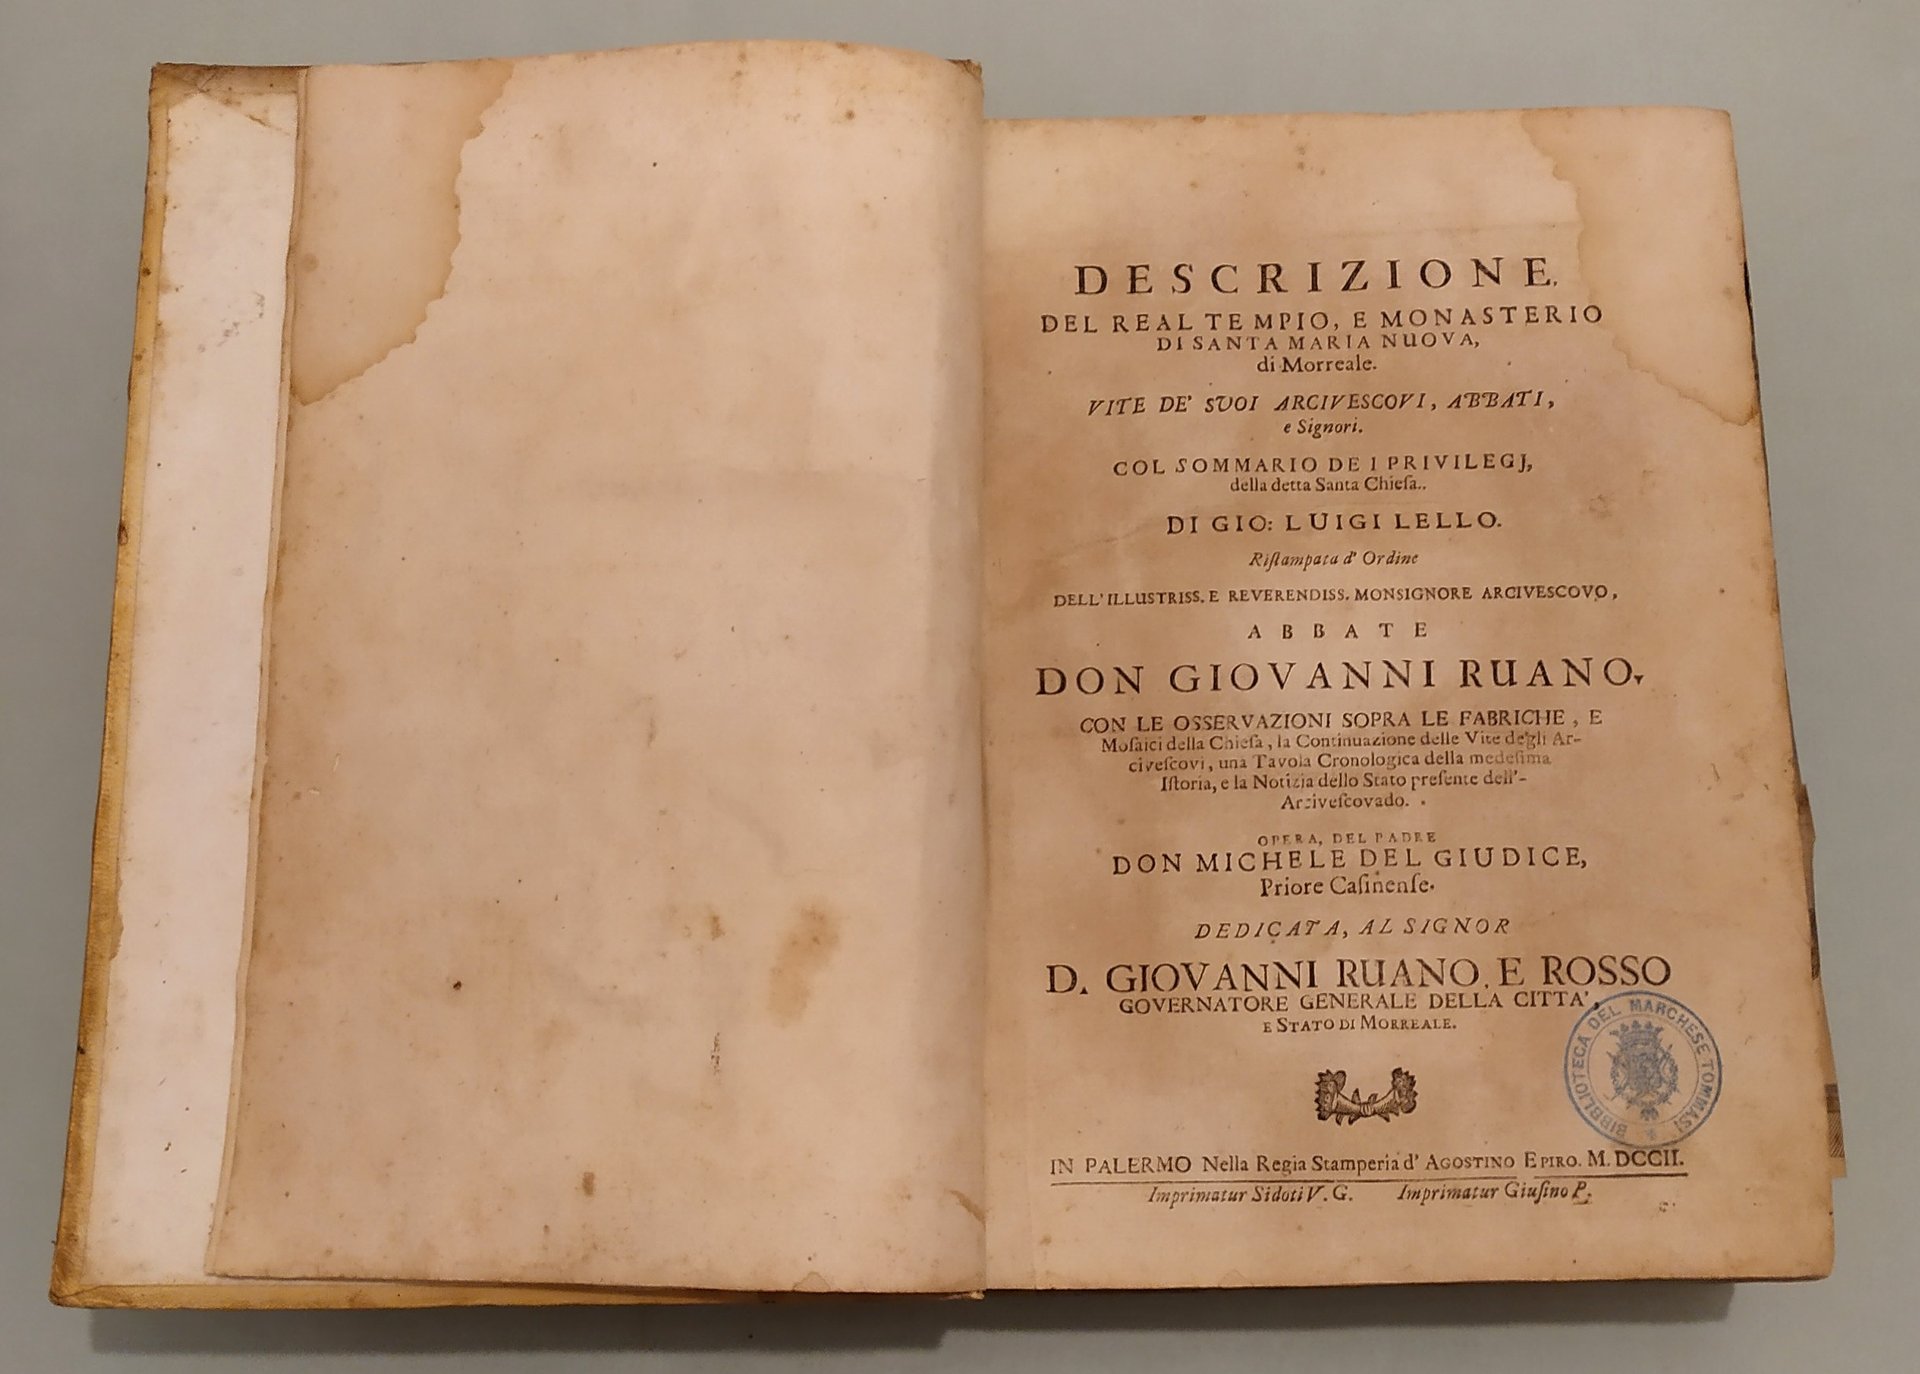 DESCRIZIONE,
DEL REAL TEMPIO, E MONASTERIO
DI SANTA MARIA NUOVA,
di Morreale.
VITE DE' SVOI ARCIVESCOVI, ABBATI,
e Signori.
COL SOMMARIO DE I PRIVILEGJ,
della detta Santa Chieſa..
DI GIO: LUIGI LELLO.
Riſtampata d' Ordine
DELL'ILLUSTRISS. E REVERENDISS. MONSIGNORE ARCIVESCOVO,
ABBATE
DON GIOVANNI RUANO,
CON LE OSSERVAZIONI SOPRA LE FABRICHE, E
Moſaici della Chieſa, la Continuazione delle Vite degli Ar-
civeſcovi, una Tavola Cronologica della medeſima
Iſtoria, e la Notizia dello Stato preſente dell'-
Arciveſcovado.
OPERA, DEL PADRE
DON MICHELE DEL GIUDICE,
Priore Caſinenſe.
DEDICATA, AL SIGNOR
D. GIOVANNI RUANO, E ROSSO
GOVERNATORE GENERALE DELLA CITTA',
E STATO DI MORREALE.
BIBLIOTECA DEL MARCHESE TOMMASI
IN PALERMO Nella Regia Stamperia d' AGOSTINO EPIRO. M. DCCII.
Imprimatur Sidoti V. G. Imprimatur Giuſino P.